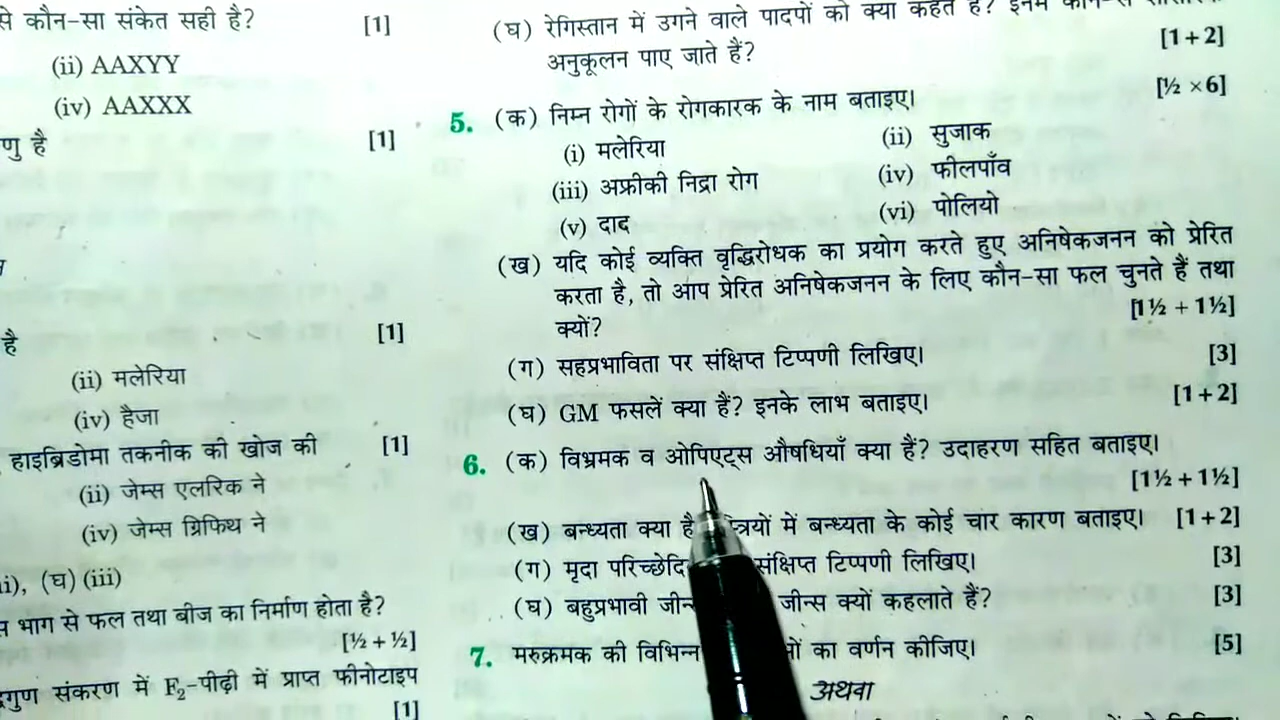 से कौन-सा संकेत सही है? [1]
(ii) AAXYY
(iv) AAXXX
णु है [1]
है [1]
(ii) मलेरिया
(iv) हैजा
हाइब्रिडोमा तकनीक की खोज की [1]
(ii) जेम्स एलरिक ने
(iv) जेम्स ग्रिफिथ ने
(घ) (iii)
भाग से फल तथा बीज का निर्माण होता है?
[½ + ½]
संकरण में F₂-पीढ़ी में प्राप्त फीनोटाइप
[1]
(घ) रेगिस्तान में उगने वाले पादपों को क्या कहते हैं? इनमें कौन-से
अनुकूलन पाए जाते हैं? [1+2]
5. (क) निम्न रोगों के रोगकारक के नाम बताइए। [½ ×6]
(i) मलेरिया (ii) सुजाक
(iii) अफ्रीकी निद्रा रोग (iv) फीलपाँव
(v) दाद (vi) पोलियो
(ख) यदि कोई व्यक्ति वृद्धिरोधक का प्रयोग करते हुए अनिषेकजनन को प्रेरित
करता है, तो आप प्रेरित अनिषेकजनन के लिए कौन-सा फल चुनते हैं तथा
क्यों? [1½ + 1½]
(ग) सहप्रभाविता पर संक्षिप्त टिप्पणी लिखिए। [3]
(घ) GM फसलें क्या हैं? इनके लाभ बताइए। [1+2]
6. (क) विभ्रमक व ओपिएट्स औषधियाँ क्या हैं? उदाहरण सहित बताइए।
[1½ + 1½]
(ख) बन्ध्यता क्या में बन्ध्यता के कोई चार कारण बताइए। [1+2]
(ग) मृदा संक्षिप्त टिप्पणी लिखिए। [3]
(घ) बहुप्रभावी जीन्स क्यों कहलाते हैं? [3]
7. मरुक्रमक की विभिन्न का वर्णन कीजिए। [5]
अथवा